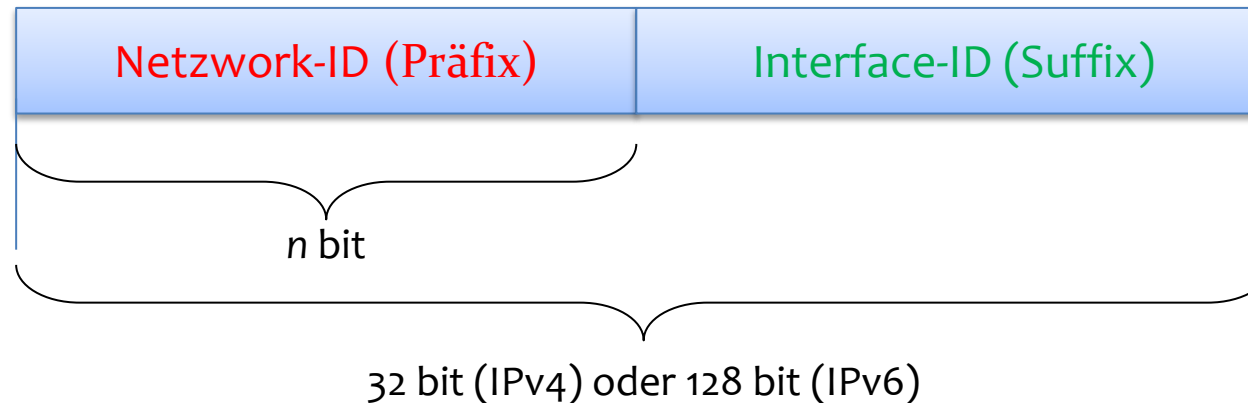 Netzwork-ID (Präfix) Interface-ID (Suffix)
n bit
32 bit (IPv4) oder 128 bit (IPv6)